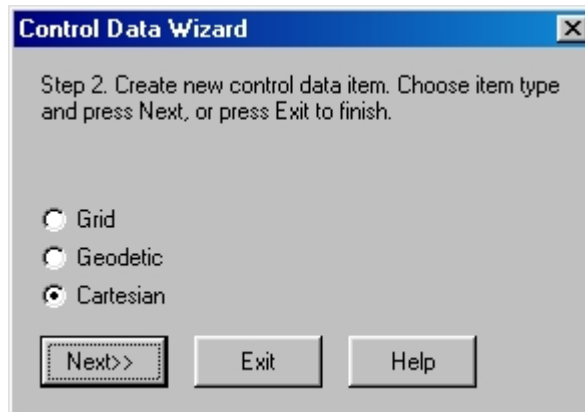 Control Data Wizard
Step 2. Create new control data item. Choose item type
and press Next, or press Exit to finish.
Grid
Geodetic
Cartesian
Next>> Exit Help